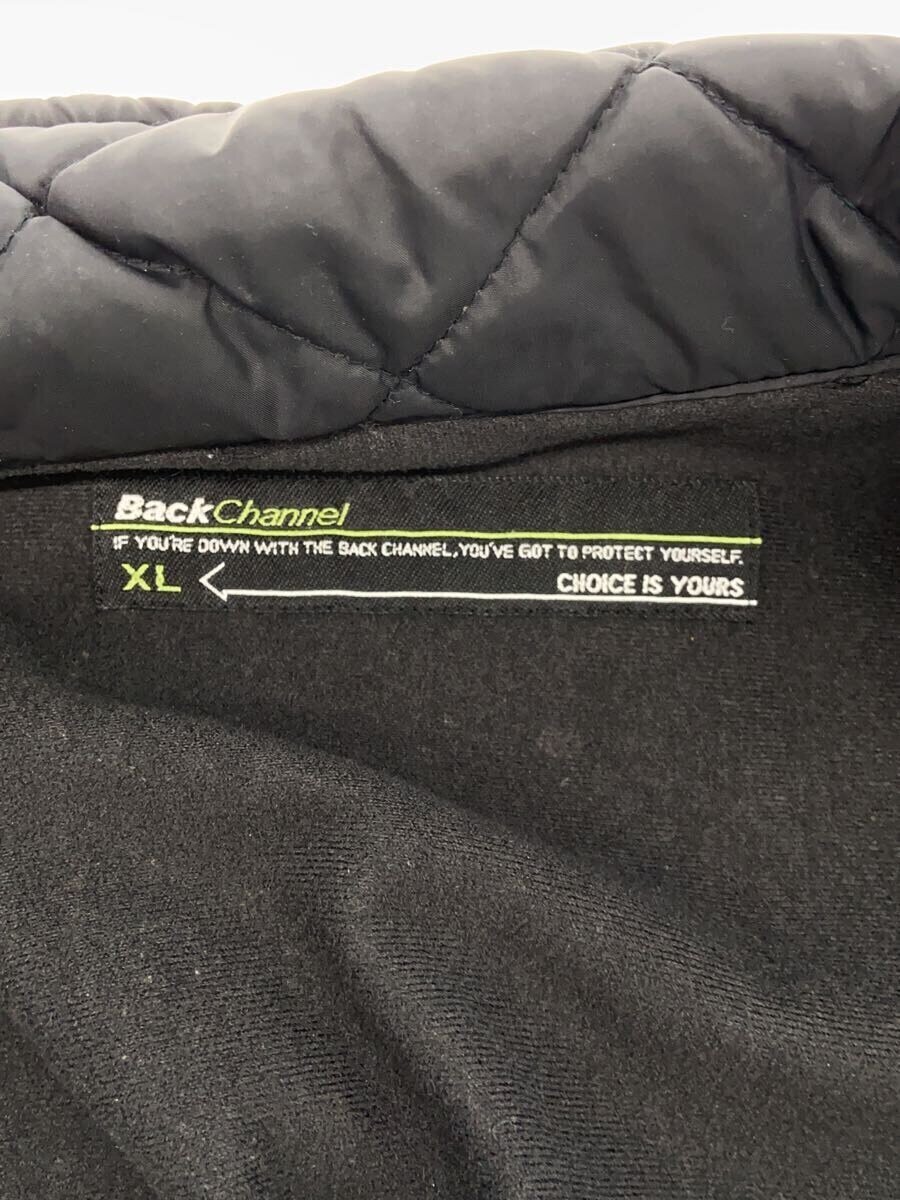 BackChannel
IF YOU'RE DOWN WITH THE BACK CHANNEL, YOU'VE GOT TO PROTECT YOURSELF.
XL CHOICE IS YOURS